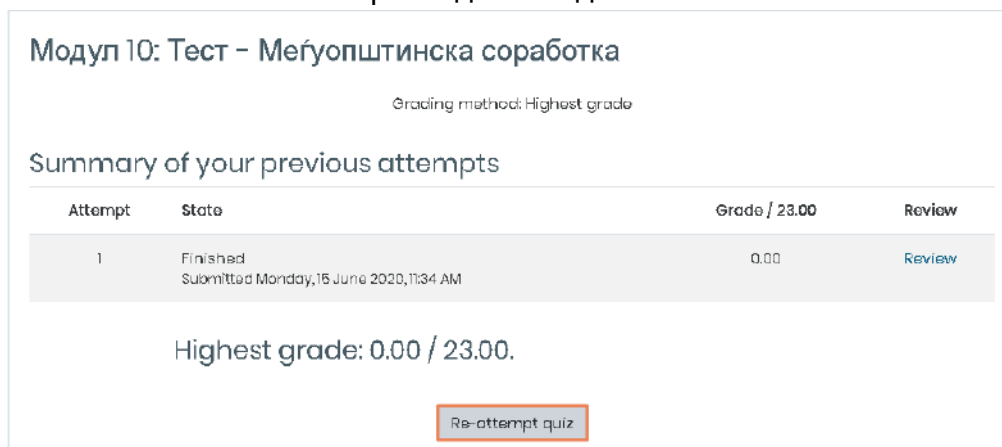 Модул 10: Тест - Меѓуопштинска соработка
Grading method: Highest grade
Summary of your previous attempts
Attempt State Grade / 23.00 Review
1 Finished 0.00 Review
Submitted Monday, 15 June 2020, 11:34 AM
Highest grade: 0.00 / 23.00.
Re-attempt quiz